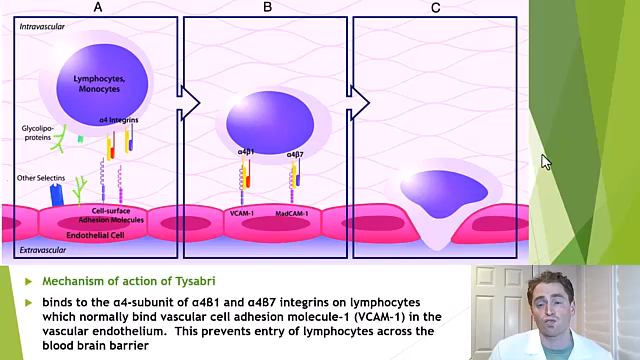 A
B
C
Intravascular
Lymphocytes,
Monocytes
α4 Integrins
Glycolipo-
proteins
Other Selectins
Cell-surface
Adhesion Molecules
Endothelial Cell
Extravascular
α4β1
α4β7
VCAM-1
MadCAM-1
Mechanism of action of Tysabri
binds to the α4-subunit of α4B1 and α4B7 integrins on lymphocytes
which normally bind vascular cell adhesion molecule-1 (VCAM-1) in the
vascular endothelium. This prevents entry of lymphocytes across the
blood brain barrier